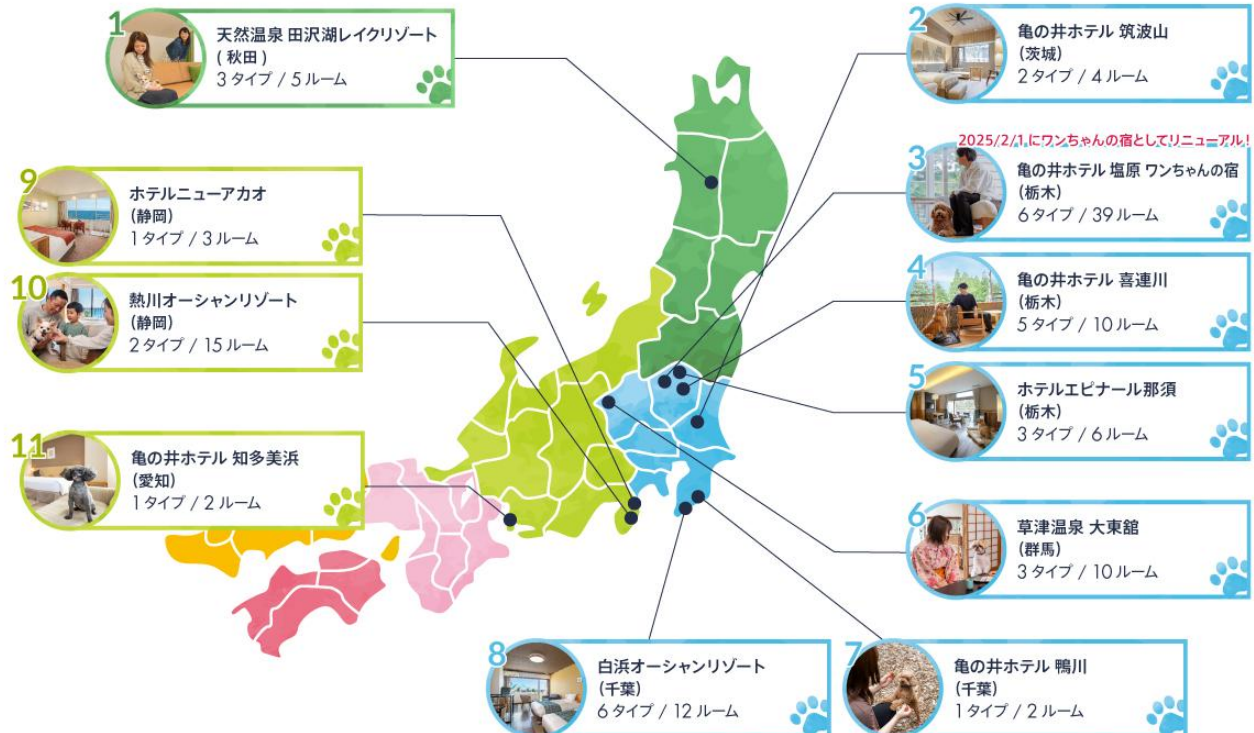 1
天然温泉 田沢湖レイクリゾート
(秋田)
3タイプ / 5ルーム
2
亀の井ホテル 筑波山
(茨城)
2タイプ / 4ルーム
2025/2/1にワンちゃんの宿としてリニューアル!
3
亀の井ホテル 塩原 ワンちゃんの宿
(栃木)
6タイプ / 39ルーム
4
亀の井ホテル 喜連川
(栃木)
5タイプ / 10ルーム
5
ホテルエピナール那須
(栃木)
3タイプ / 6ルーム
6
草津温泉 大東舘
(群馬)
3タイプ / 10ルーム
7
亀の井ホテル 鴨川
(千葉)
1タイプ / 2ルーム
8
白浜オーシャンリゾート
(千葉)
6タイプ / 12ルーム
9
ホテルニューアカオ
(静岡)
1タイプ / 3ルーム
10
熱川オーシャンリゾート
(静岡)
2タイプ / 15ルーム
11
亀の井ホテル 知多美浜
(愛知)
1タイプ / 2ルーム